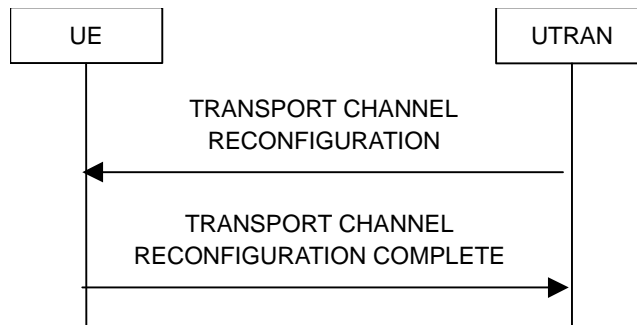 UE
UTRAN
TRANSPORT CHANNEL
RECONFIGURATION
TRANSPORT CHANNEL
RECONFIGURATION COMPLETE